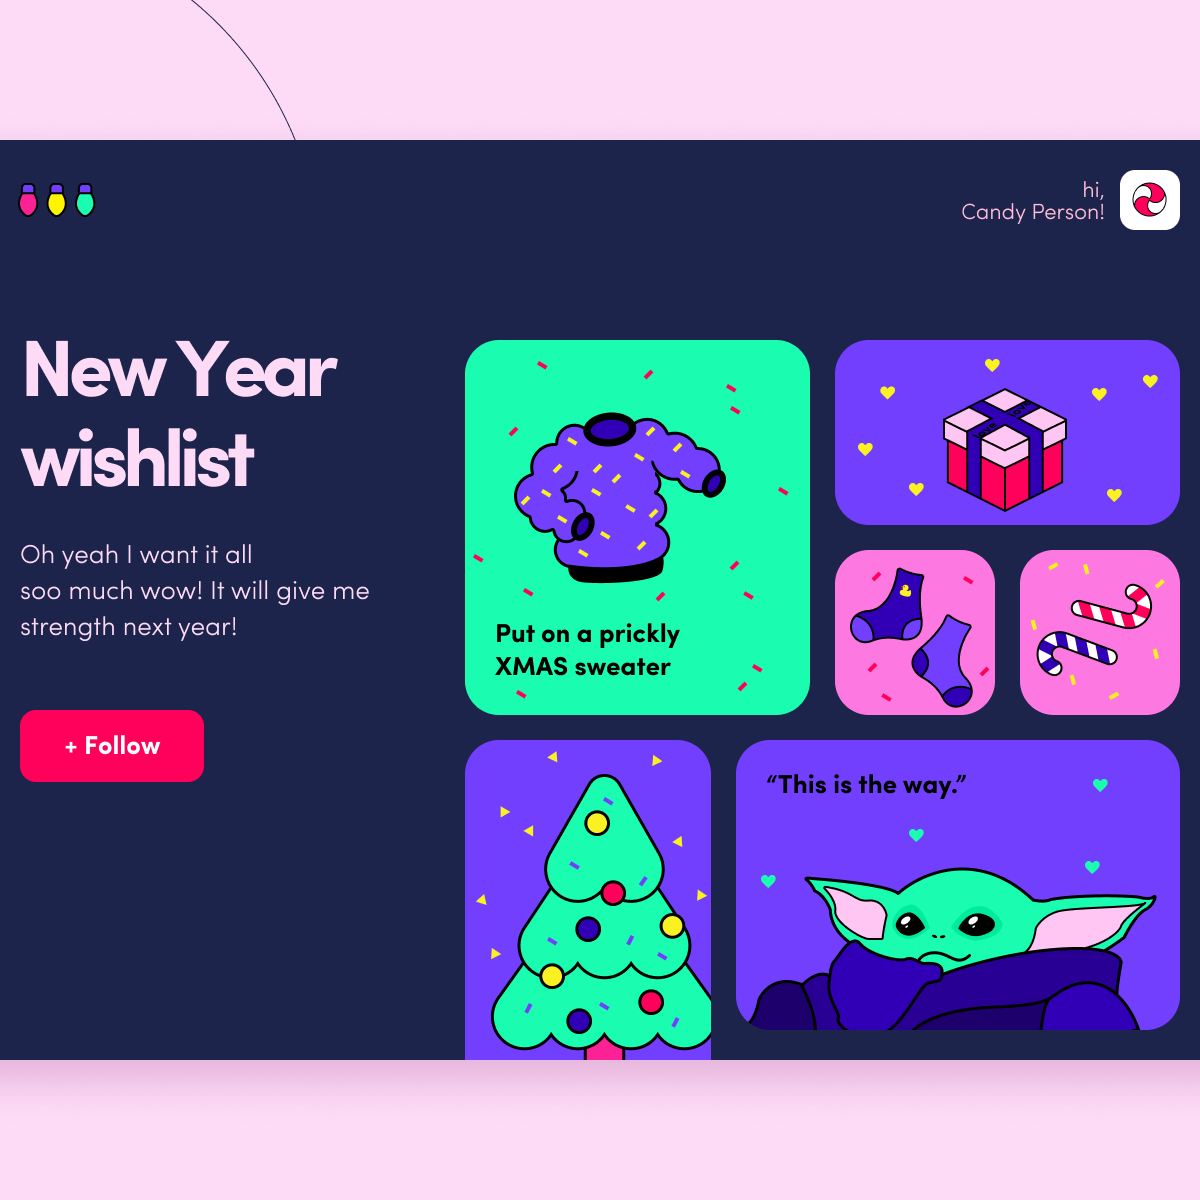 hi,
Candy Person!
New Year
wishlist
Oh yeah I want it all
soo much wow! It will give me
strength next year!
+ Follow
Put on a prickly
XMAS sweater
love
“This is the way.”